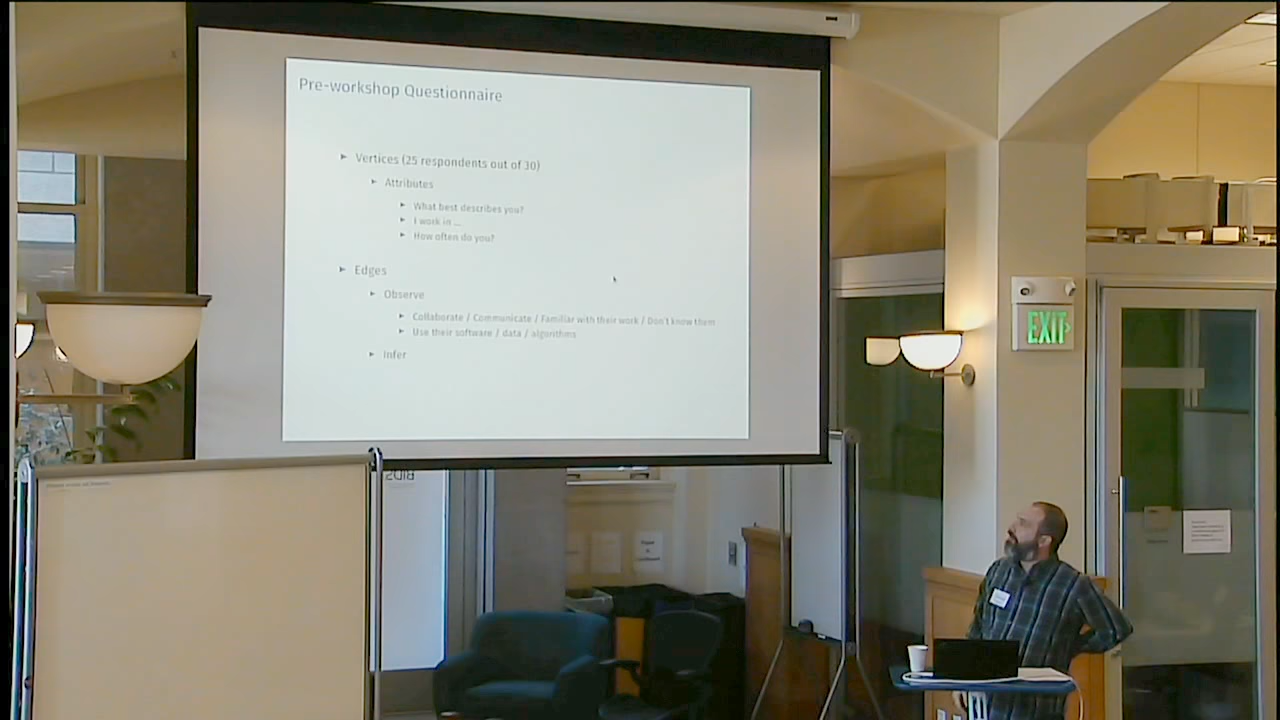 Pre-workshop Questionnaire
► Vertices (25 respondents out of 30)
► Attributes
► What best describes you?
► I work in ...
► How often do you?
► Edges
► Observe
► Collaborate / Communicate / Familiar with their work / Don't know them
► Use their software / data / algorithms
► Infer
EXIT